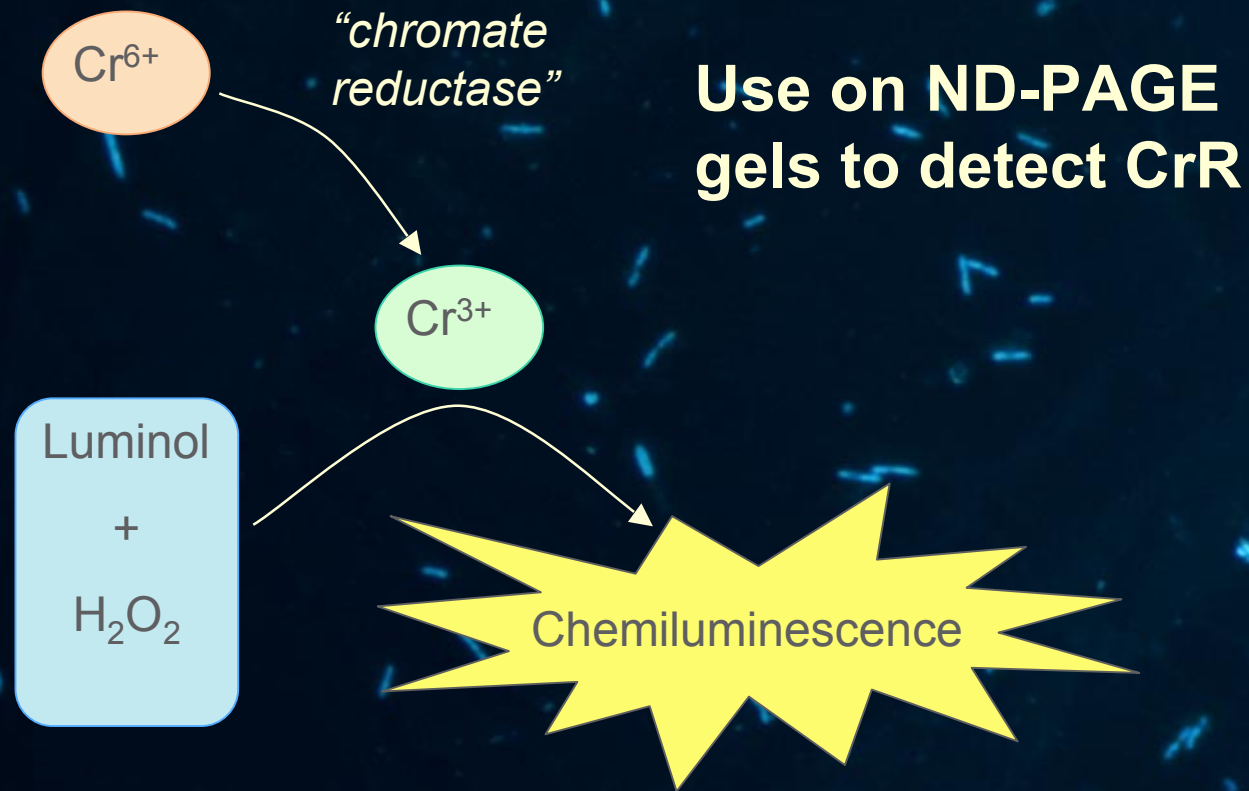 Cr⁶⁺
“chromate
reductase”
Use on ND-PAGE
gels to detect CrR
Cr³⁺
Luminol
+
H₂O₂
Chemiluminescence